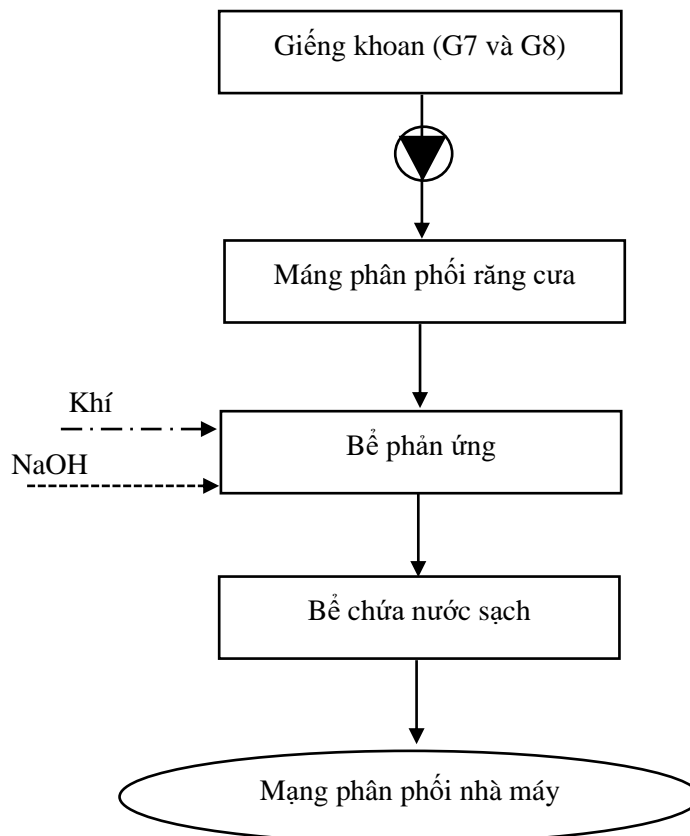 Giếng khoan (G7 và G8)
Máng phân phối răng cưa
Khí
Bể phản ứng
NaOH
Bể chứa nước sạch
Mạng phân phối nhà máy